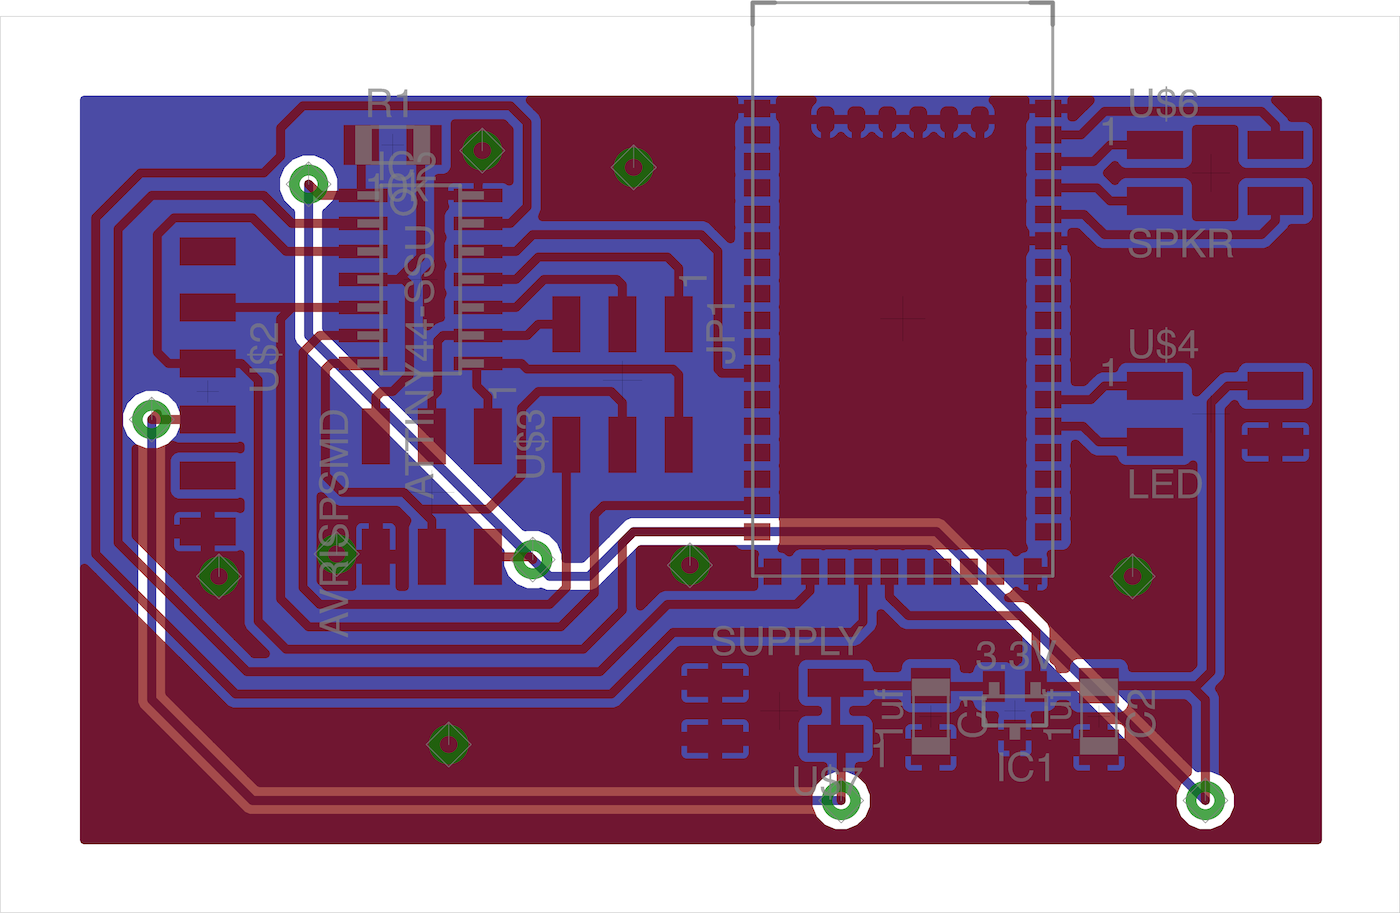 R1
U$6
1
SPKR
U$2
ATTINY44-SSU
1
JP1
U$4
1
LED
1
U$3
AVRISPSMD
SUPPLY
3.3V
1uf
C1
1uf
C2
1
IC1
U$7